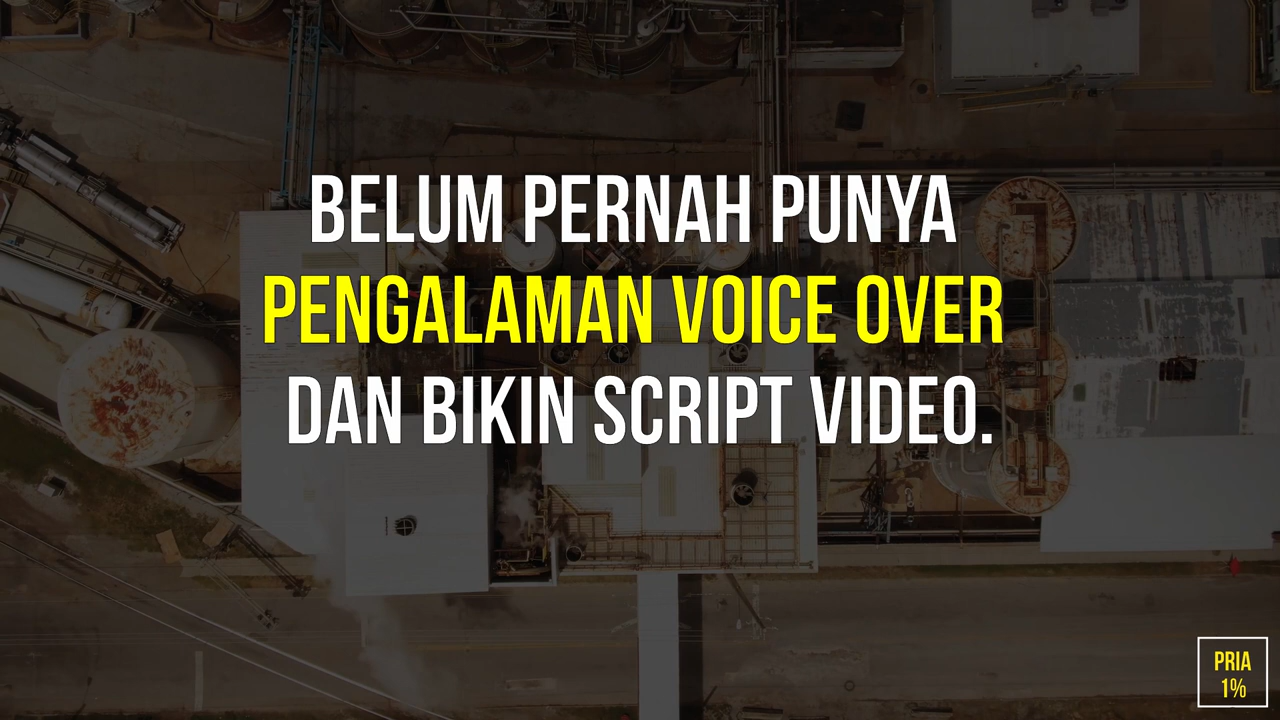 BELUM PERNAH PUNYA
PENGALAMAN VOICE OVER
DAN BIKIN SCRIPT VIDEO.
PRIA
1%